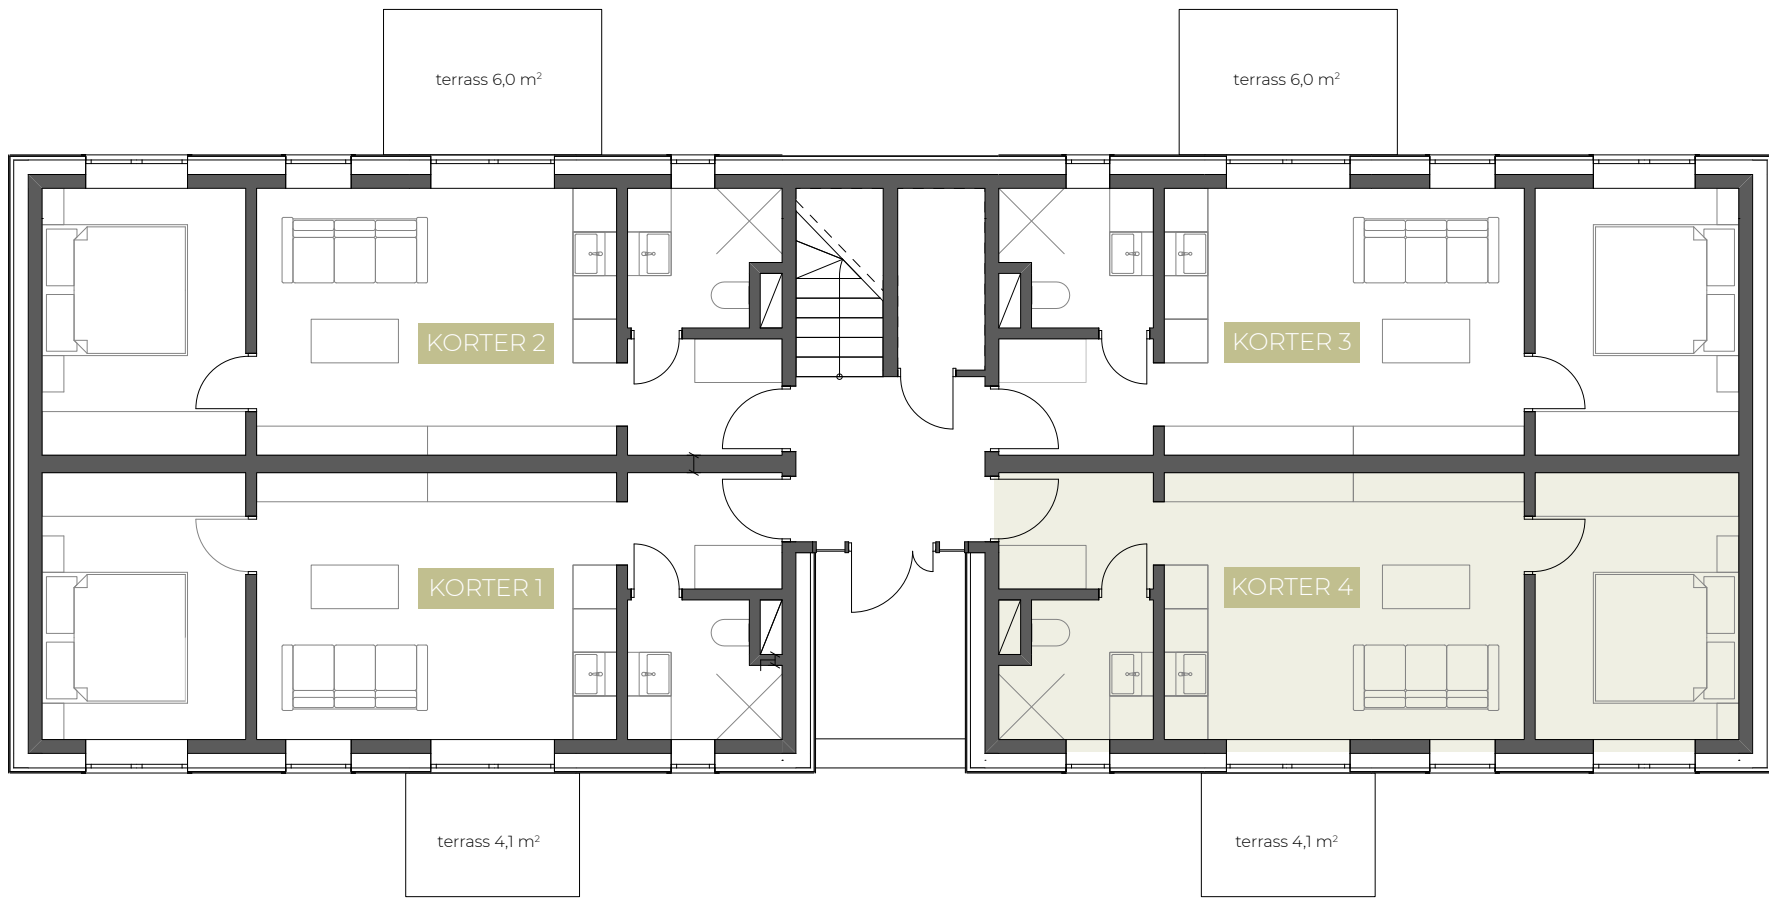 terrass 6,0 m²
terrass 6,0 m²
KORTER 2
KORTER 3
KORTER 1
KORTER 4
terrass 4,1 m²
terrass 4,1 m²